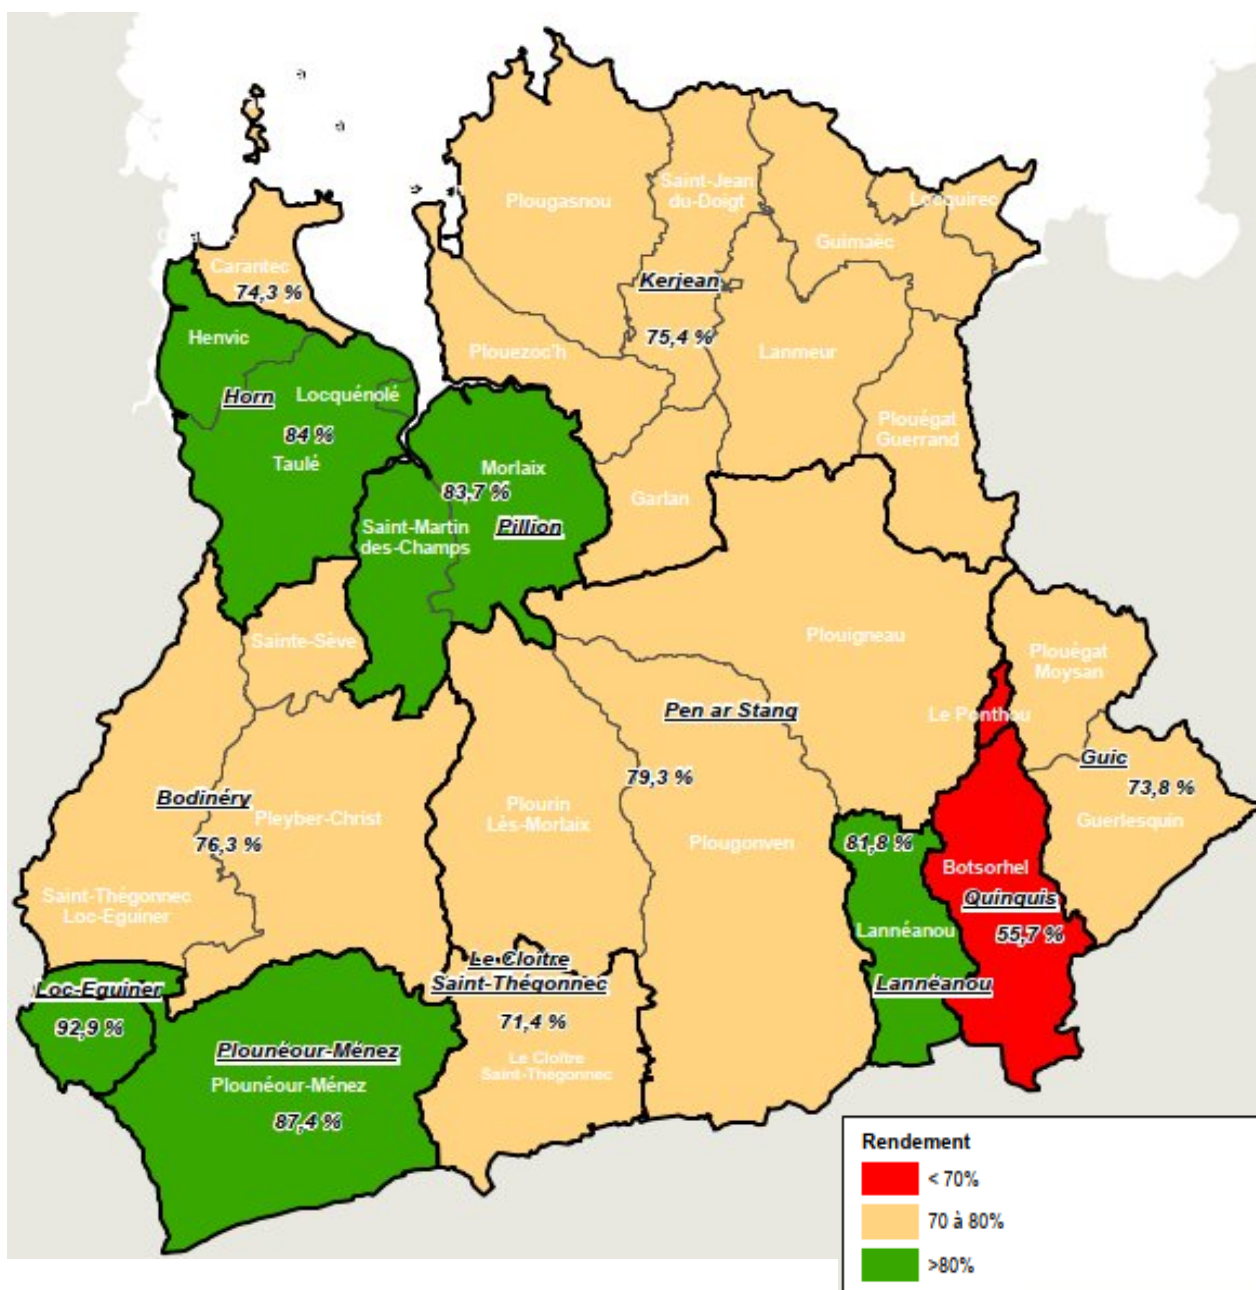 Plougasnou
Saint-Jean
du-Doigt
Locquirec
Guimaëc
Carantec
74,3 %
Kerjean
75,4 %
Henvic
Plouezoc'h
Lanmeur
Horn
Locquénolé
84 %
Taulé
Plouégat
Guerrand
Morlaix
83,7 %
Pillion
Garlan
Saint-Martin
des-Champs
Sainte-Sève
Plouigneau
Plouégat
Moysan
Pen ar Stang
Le Ponthou
Guic
73,8 %
Guerlesquin
79,3 %
Bodinéry
76,3 %
Pleyber-Christ
Plourin
Lès-Morlaix
Plougonven
81,8 %
Botsorhel
Quinquis
55,7 %
Saint-Thégonnec
Loc-Eguiner
Lannéanou
Lannéanou
Le Cloître
Saint-Thégonnec
71,4 %
Le Cloître
Saint-Thégonnec
Loc-Eguiner
92,9 %
Plounéour-Ménez
Plounéour-Ménez
87,4 %
Rendement
< 70%
70 à 80%
>80%